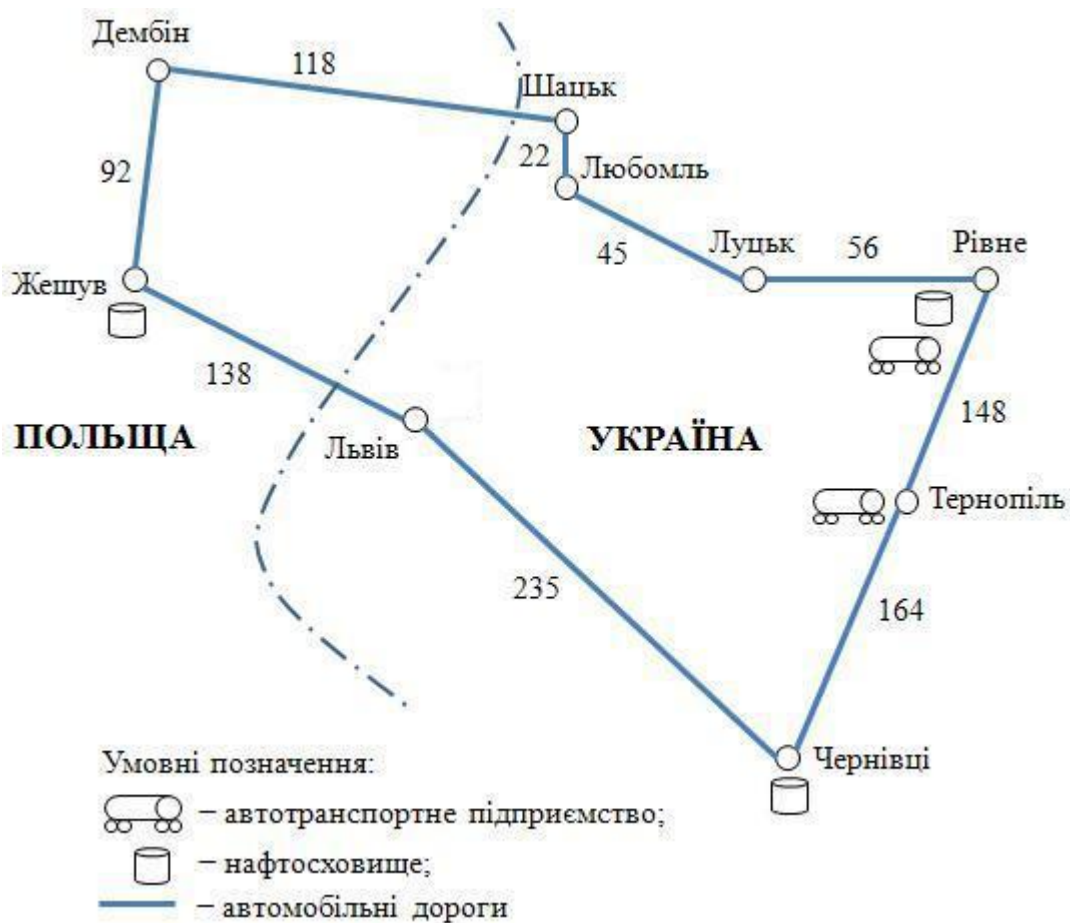 Дембін
118
Шацьк
22
Любомль
92
45
Луцьк
56
Рівне
Жешув
138
148
ПОЛЬЩА
Львів
УКРАЇНА
Тернопіль
235
164
Чернівці
Умовні позначення:
– автотранспортне підприємство;
– нафтосховище;
– автомобільні дороги